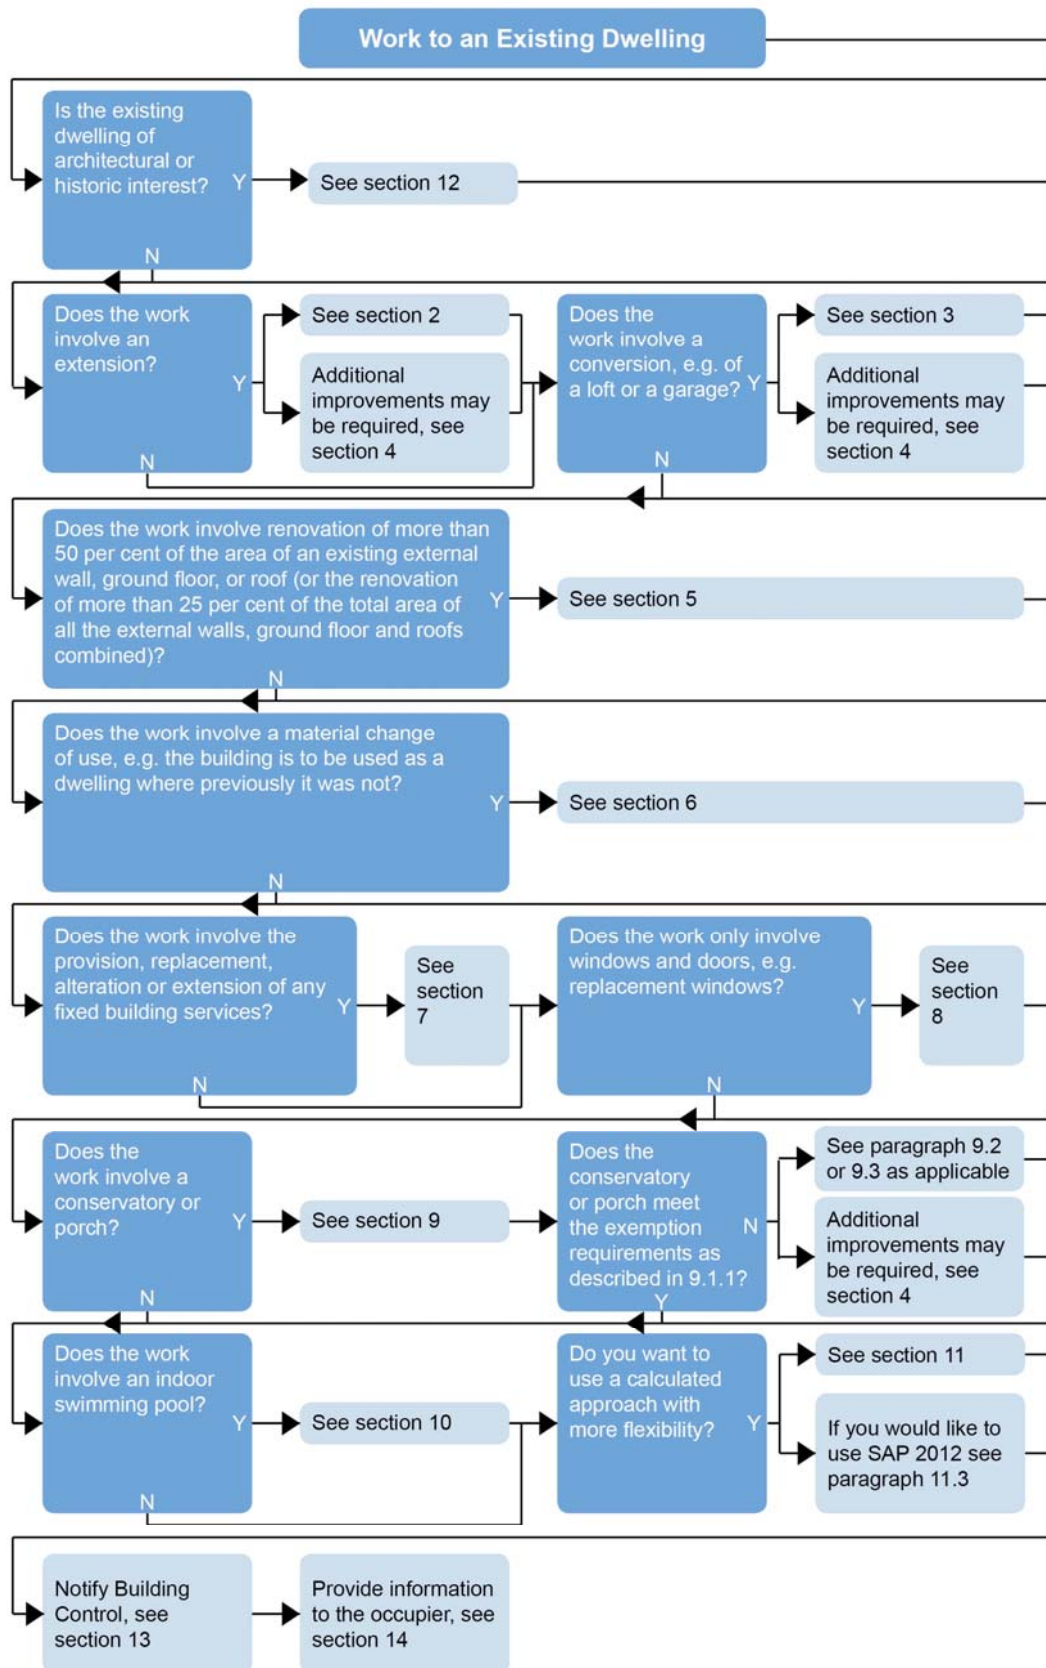 Work to an Existing Dwelling
Is the existing
dwelling of
architectural or
historic interest?
Y
N
See section 12
Does the work
involve an
extension?
Y
N
See section 2
Additional
improvements may
be required, see
section 4
Does the
work involve a
conversion, e.g. of
a loft or a garage?
Y
N
See section 3
Additional
improvements may
be required, see
section 4
Does the work involve renovation of more than
50 per cent of the area of an existing external
wall, ground floor, or roof (or the renovation
of more than 25 per cent of the total area of
all the external walls, ground floor and roofs
combined)?
Y
N
See section 5
Does the work involve a material change
of use, e.g. the building is to be used as a
dwelling where previously it was not?
Y
N
See section 6
Does the work involve the
provision, replacement,
alteration or extension of any
fixed building services?
Y
N
See
section
7
Does the work only involve
windows and doors, e.g.
replacement windows?
Y
N
See
section
8
Does the
work involve a
conservatory or
porch?
Y
N
See section 9
Does the
conservatory
or porch meet
the exemption
requirements as
described in 9.1.1?
N
Y
See paragraph 9.2
or 9.3 as applicable
Additional
improvements may
be required, see
section 4
Does the work
involve an indoor
swimming pool?
Y
N
See section 10
Do you want to
use a calculated
approach with
more flexibility?
Y
See section 11
If you would like to
use SAP 2012 see
paragraph 11.3
Notify Building
Control, see
section 13
Provide information
to the occupier, see
section 14